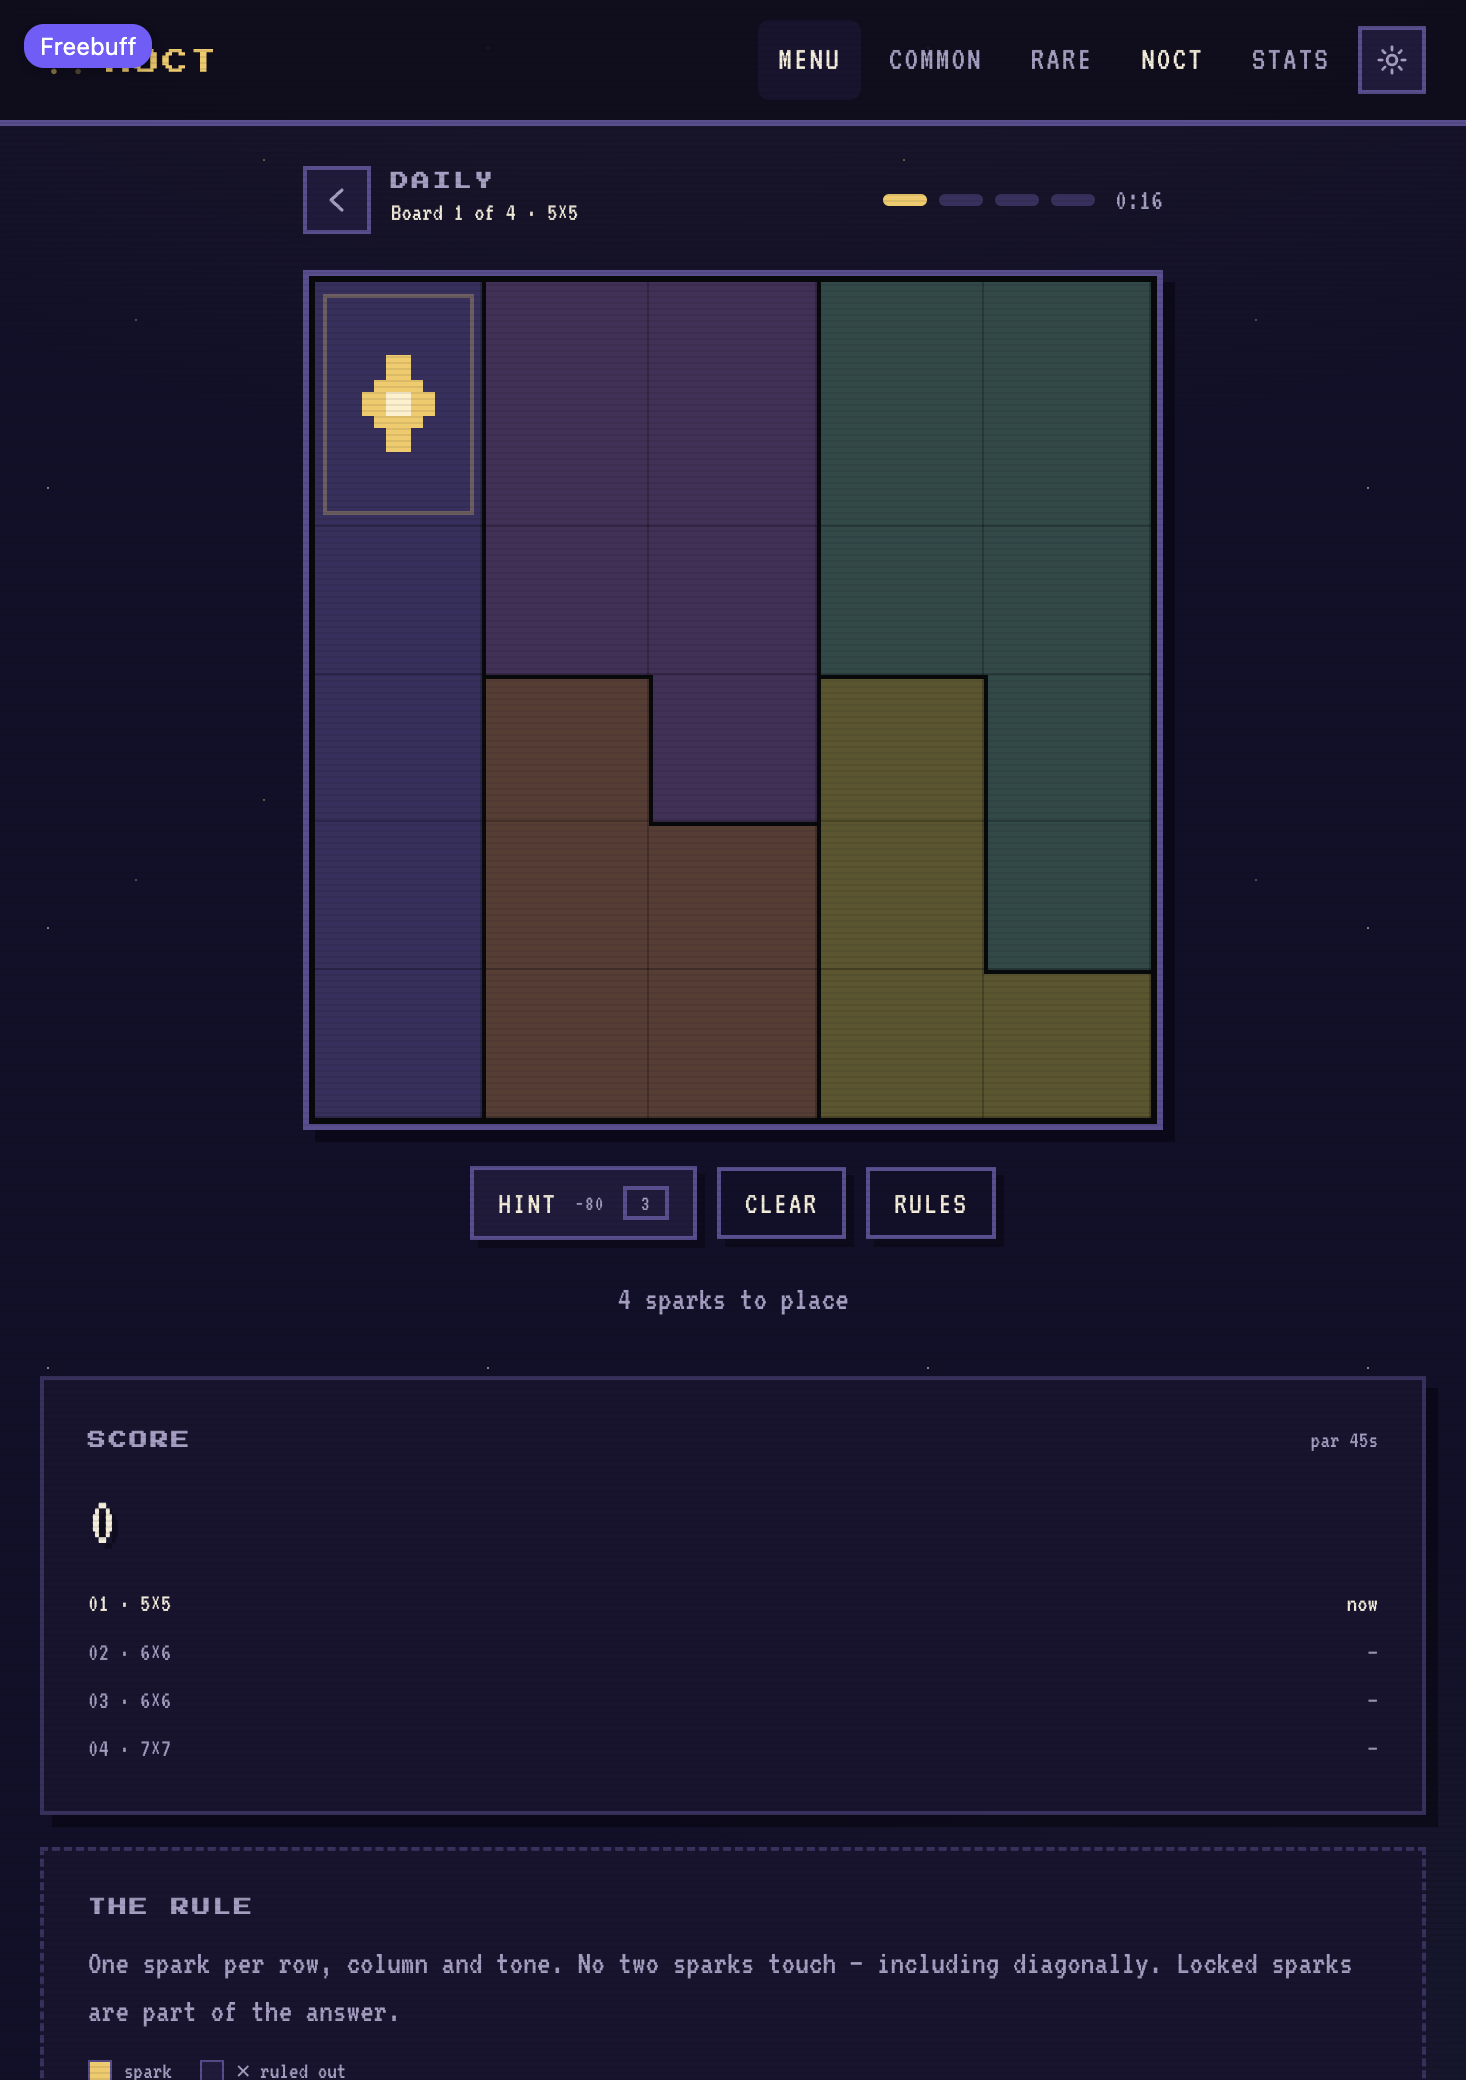 Freebuff
MENU COMMON RARE NOCT STATS
DAILY
Board 1 of 4 · 5X5
0:16
HINT -80 3 CLEAR RULES
4 sparks to place
SCORE par 45s
0
01 · 5X5 now
02 · 6X6 –
03 · 6X6 –
04 · 7X7 –
THE RULE
One spark per row, column and tone. No two sparks touch – including diagonally. Locked sparks
are part of the answer.
spark × ruled out